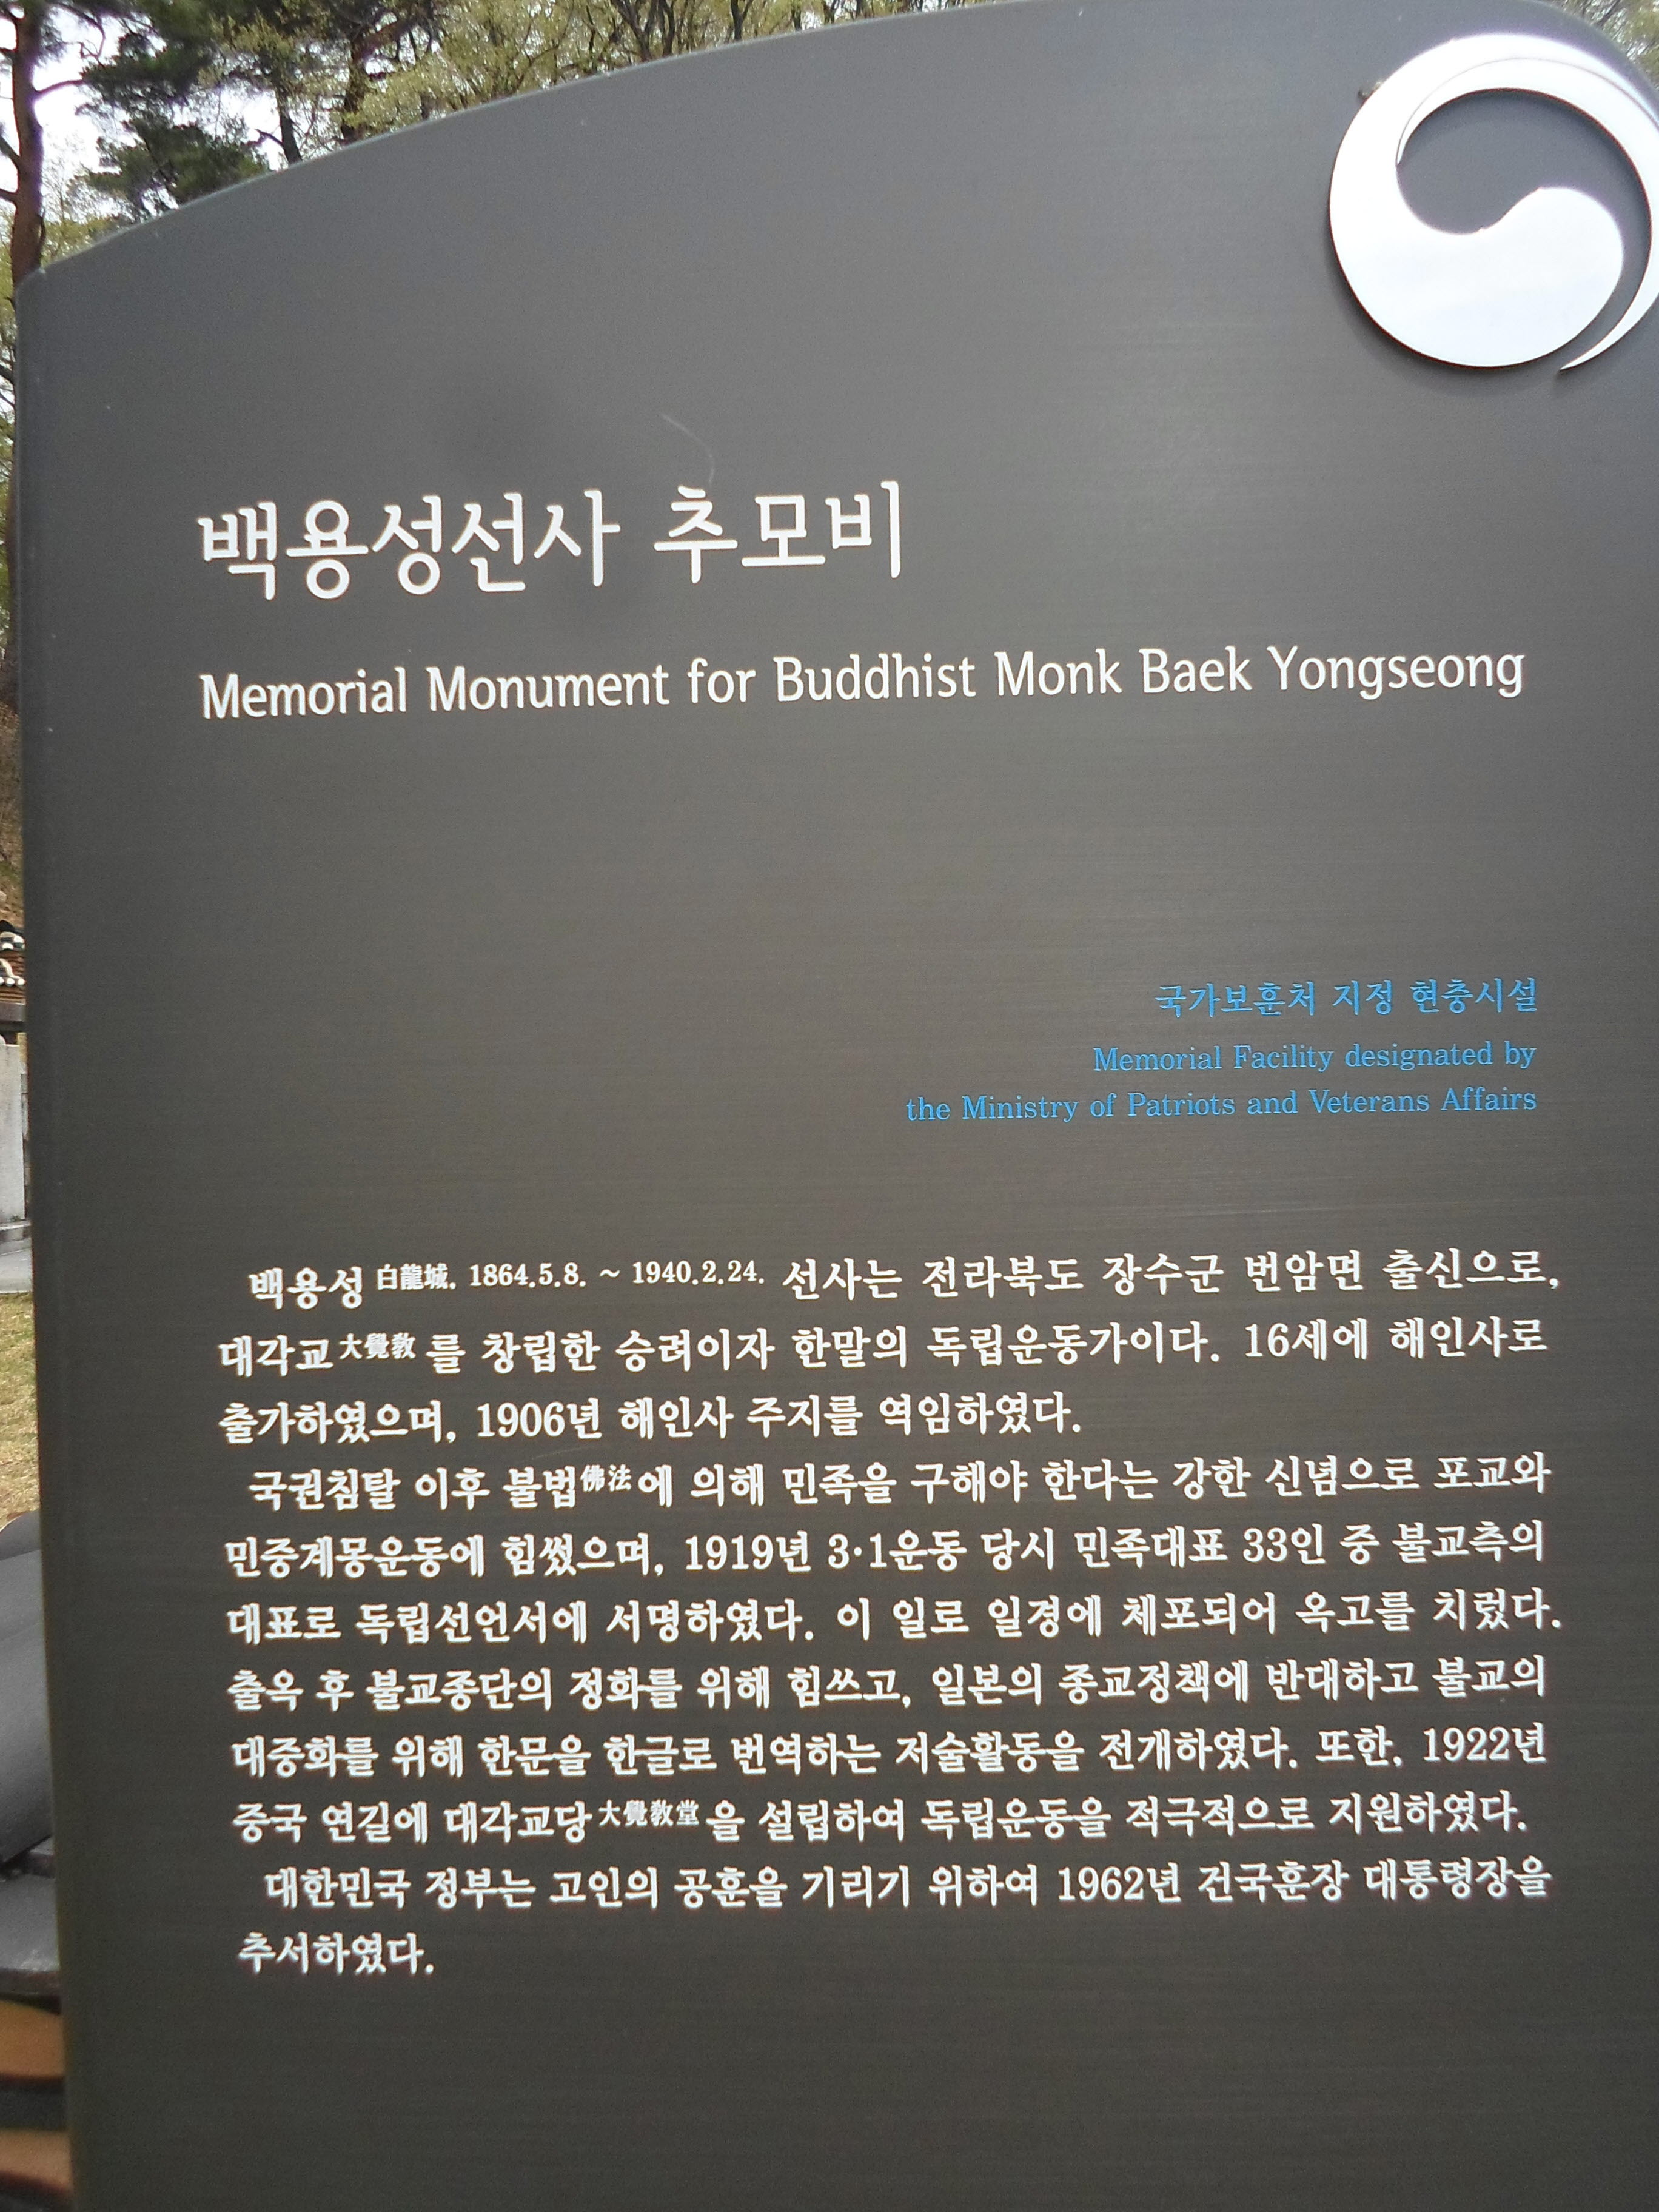 백용성선사 추모비
Memorial Monument for Buddhist Monk Baek Yongseong
국가보훈처 지정 현충시설
Memorial Facility designated by
the Ministry of Patriots and Veterans Affairs
백용성 白龍城. 1864.5.8. ~ 1940.2.24. 선사는 전라북도 장수군 번암면 출신으로,
대각교 大覺敎 를 창립한 승려이자 한말의 독립운동가이다. 16세에 해인사로
출가하였으며, 1906년 해인사 주지를 역임하였다.
국권침탈 이후 불법佛法에 의해 민족을 구해야 한다는 강한 신념으로 포교와
민중계몽운동에 힘썼으며, 1919년 3·1운동 당시 민족대표 33인 중 불교측의
대표로 독립선언서에 서명하였다. 이 일로 일경에 체포되어 옥고를 치렀다.
출옥 후 불교종단의 정화를 위해 힘쓰고, 일본의 종교정책에 반대하고 불교의
대중화를 위해 한문을 한글로 번역하는 저술활동을 전개하였다. 또한, 1922년
중국 연길에 대각교당 大覺敎堂 을 설립하여 독립운동을 적극적으로 지원하였다.
대한민국 정부는 고인의 공훈을 기리기 위하여 1962년 건국훈장 대통령장을
추서하였다.